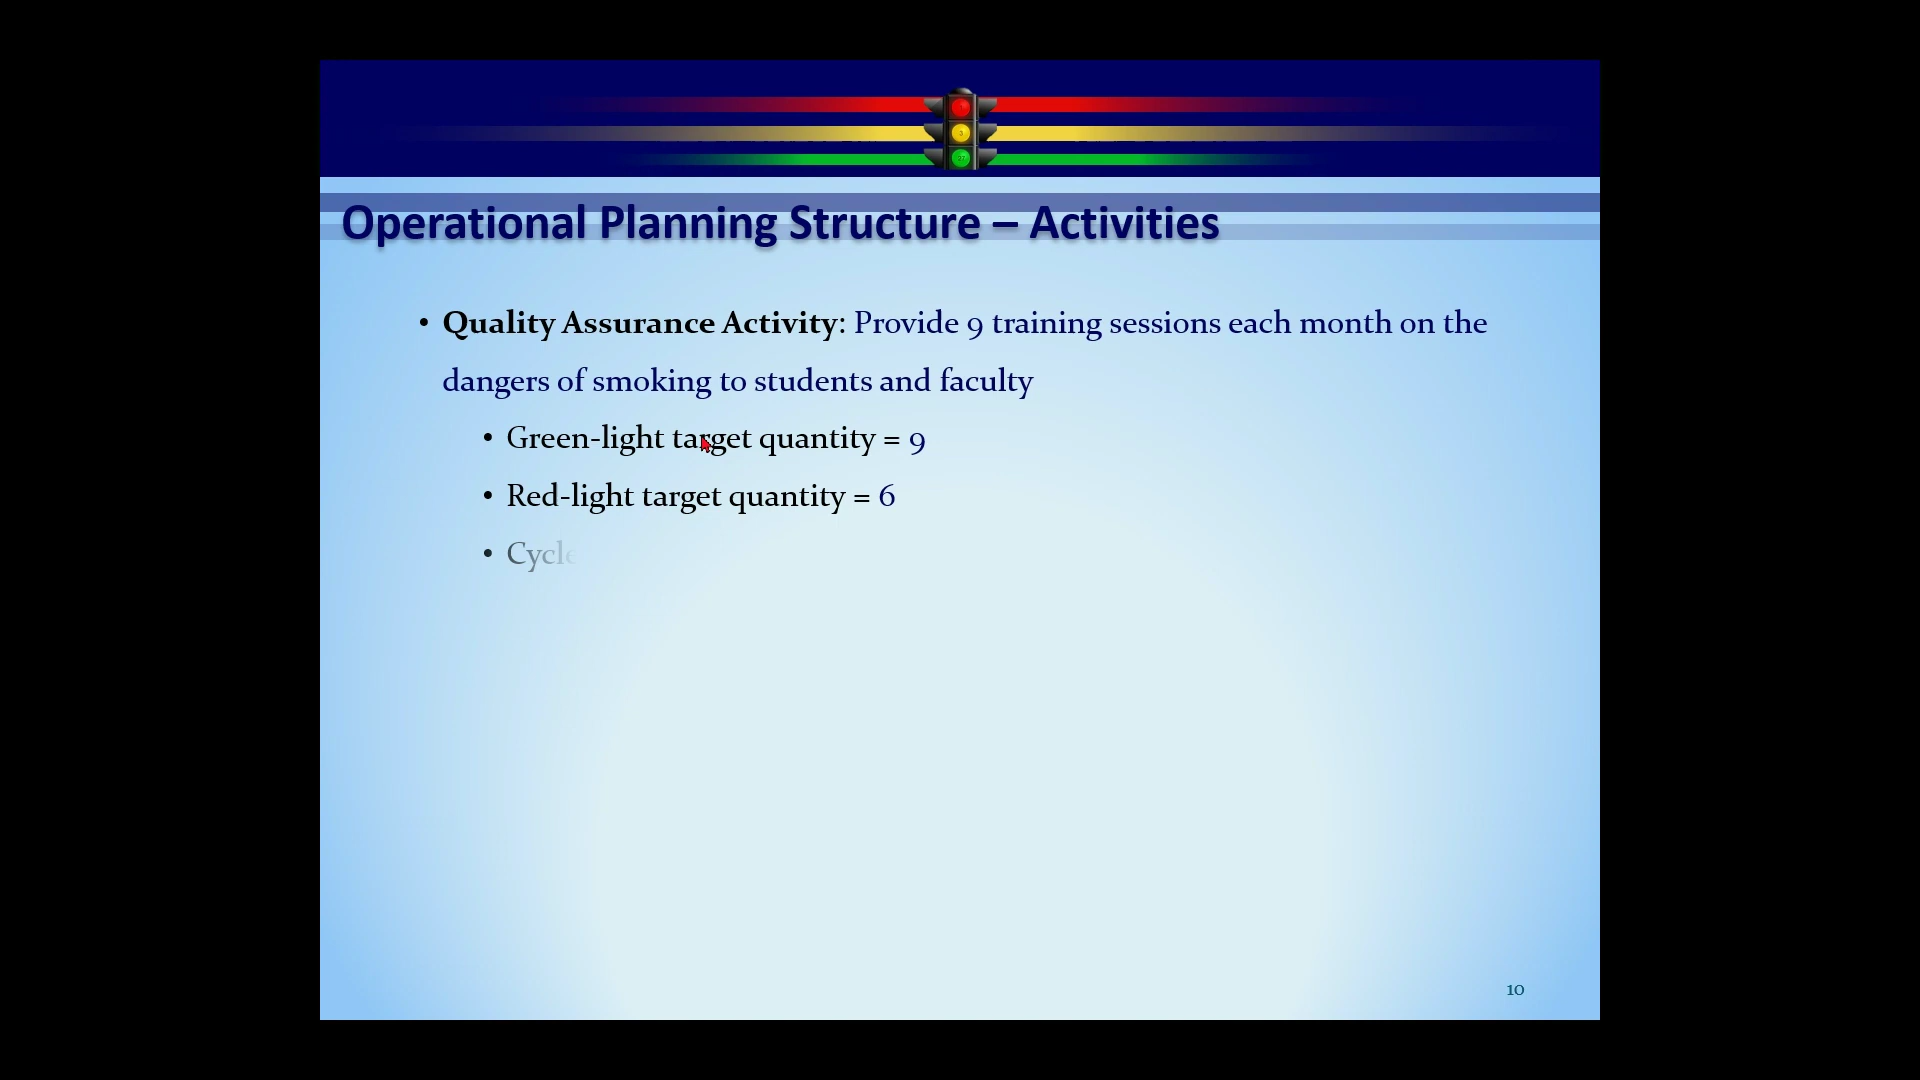 Operational Planning Structure – Activities
• Quality Assurance Activity: Provide 9 training sessions each month on the
dangers of smoking to students and faculty
• Green-light target quantity = 9
• Red-light target quantity = 6
• Cycle
10